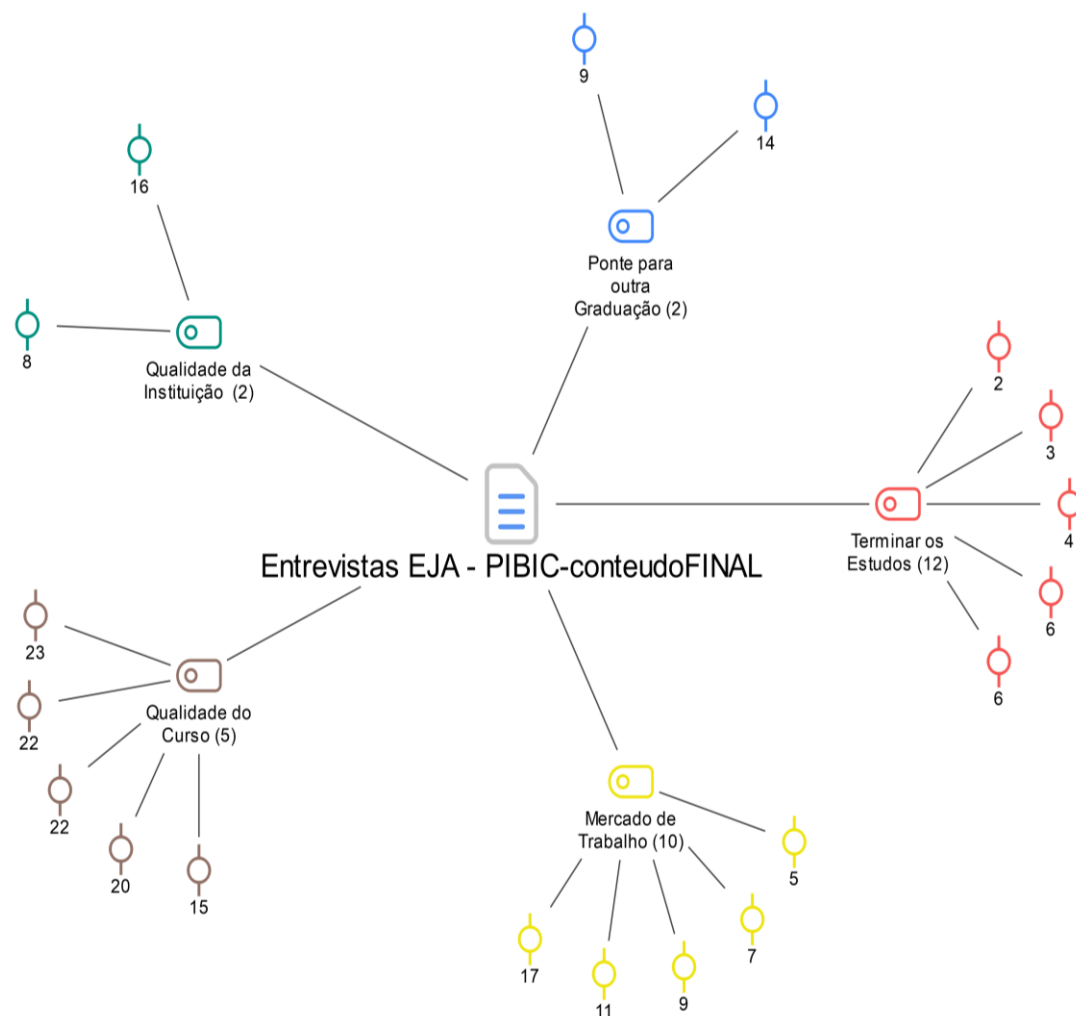 9
14
16
Ponte para
outra
Graduação (2)
8
Qualidade da
Instituição (2)
2
3
4
Terminar os
Estudos (12)
6
6
Entrevistas EJA - PIBIC-conteudoFINAL
23
22
22
20
15
Qualidade do
Curso (5)
Mercado de
Trabalho (10)
5
7
9
11
17